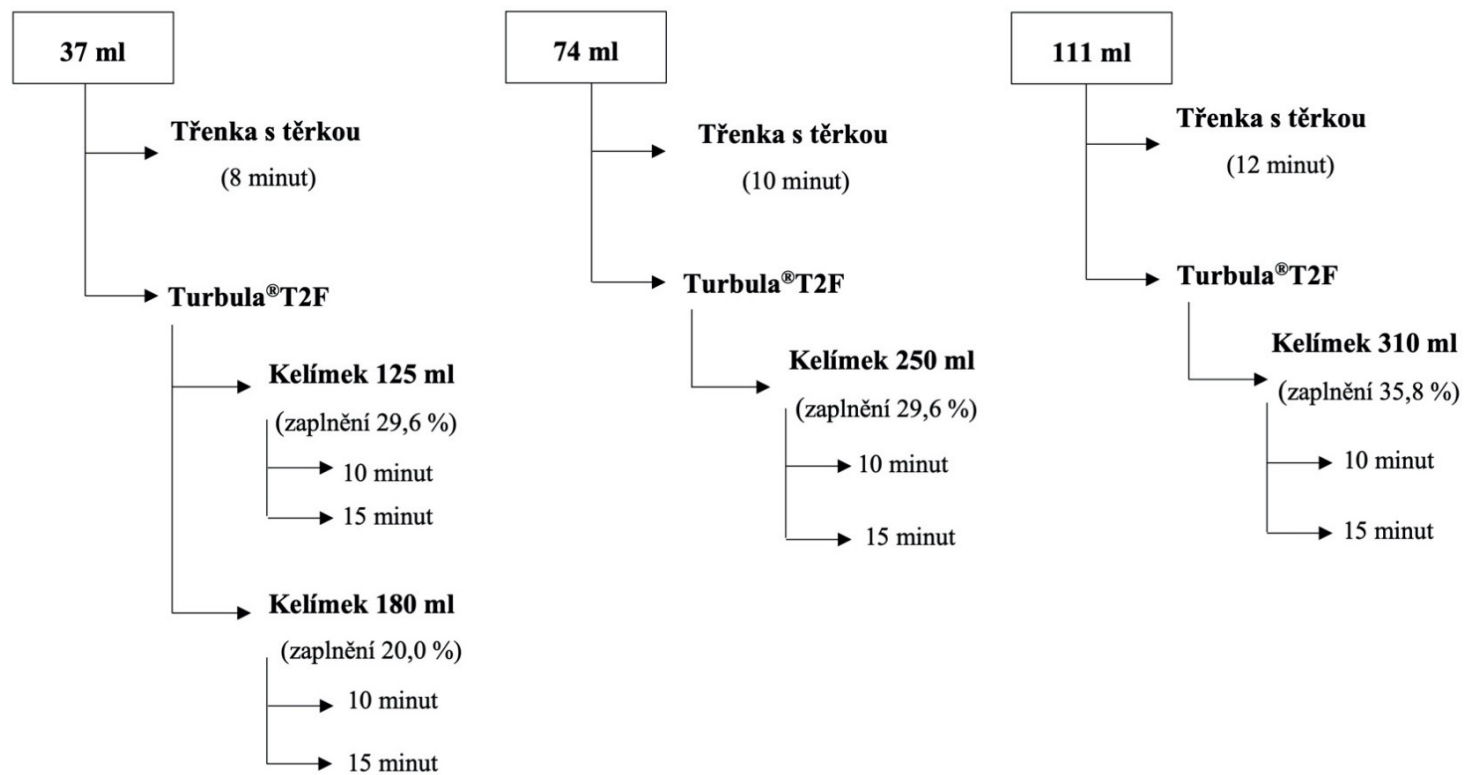 37 ml
Třenka s těrkou
(8 minut)
Turbula®T2F
Kelímek 125 ml
(zaplnění 29,6 %)
10 minut
15 minut
Kelímek 180 ml
(zaplnění 20,0 %)
10 minut
15 minut
74 ml
Třenka s těrkou
(10 minut)
Turbula®T2F
Kelímek 250 ml
(zaplnění 29,6 %)
10 minut
15 minut
111 ml
Třenka s těrkou
(12 minut)
Turbula®T2F
Kelímek 310 ml
(zaplnění 35,8 %)
10 minut
15 minut